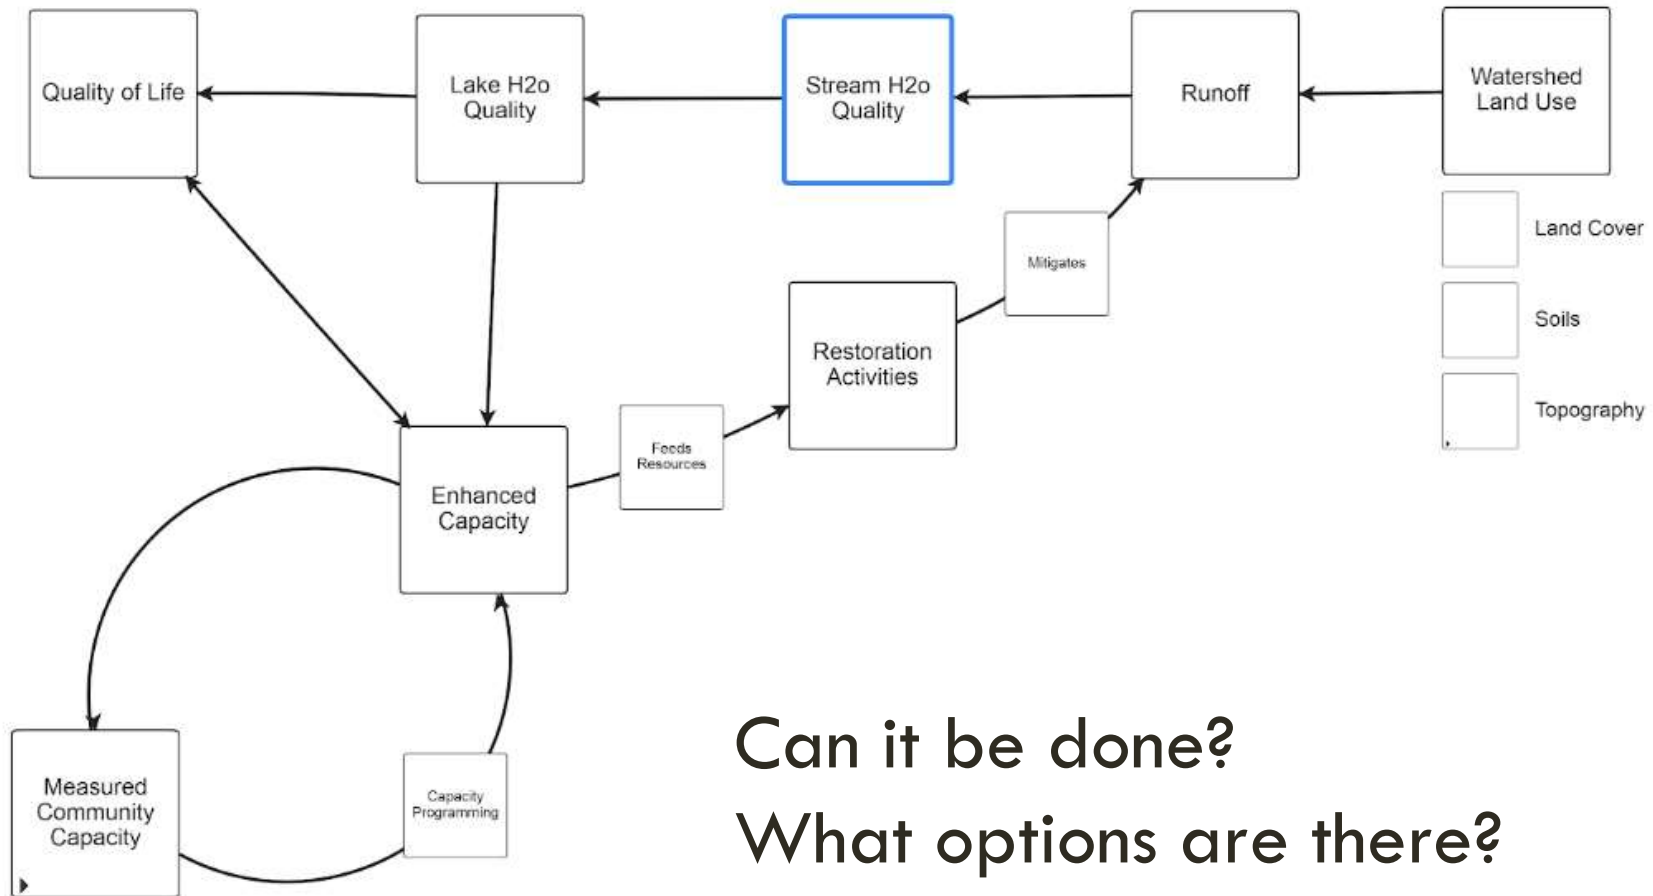 Quality of Life
Lake H2o
Quality
Stream H2o
Quality
Runoff
Watershed
Land Use
Land Cover
Soils
Topography
Mitigates
Restoration
Activities
Feeds
Resources
Enhanced
Capacity
Measured
Community
Capacity
Capacity
Programming
Can it be done?
What options are there?